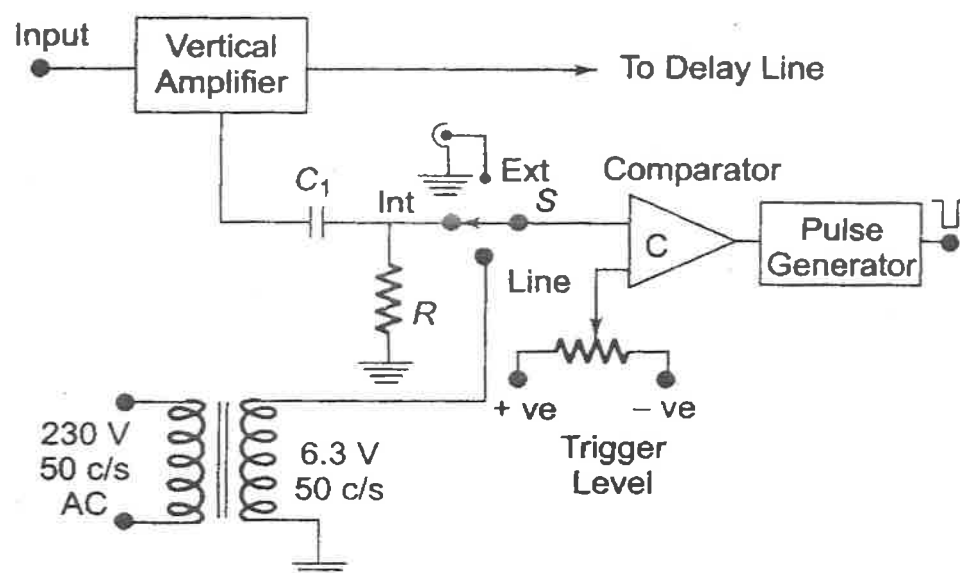 Input
Vertical
Amplifier
To Delay Line
Ext
Comparator
C1
Int
S
C
Pulse
Generator
Line
R
+ ve
– ve
230 V
50 c/s
AC
6.3 V
50 c/s
Trigger
Level